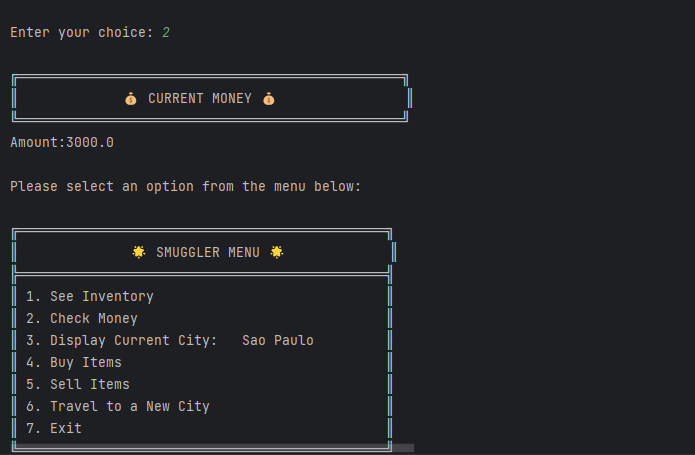 Enter your choice: 2
💰 CURRENT MONEY 💰
Amount:3000.0
Please select an option from the menu below:
🌟 SMUGGLER MENU 🌟
1. See Inventory
2. Check Money
3. Display Current City:   Sao Paulo
4. Buy Items
5. Sell Items
6. Travel to a New City
7. Exit